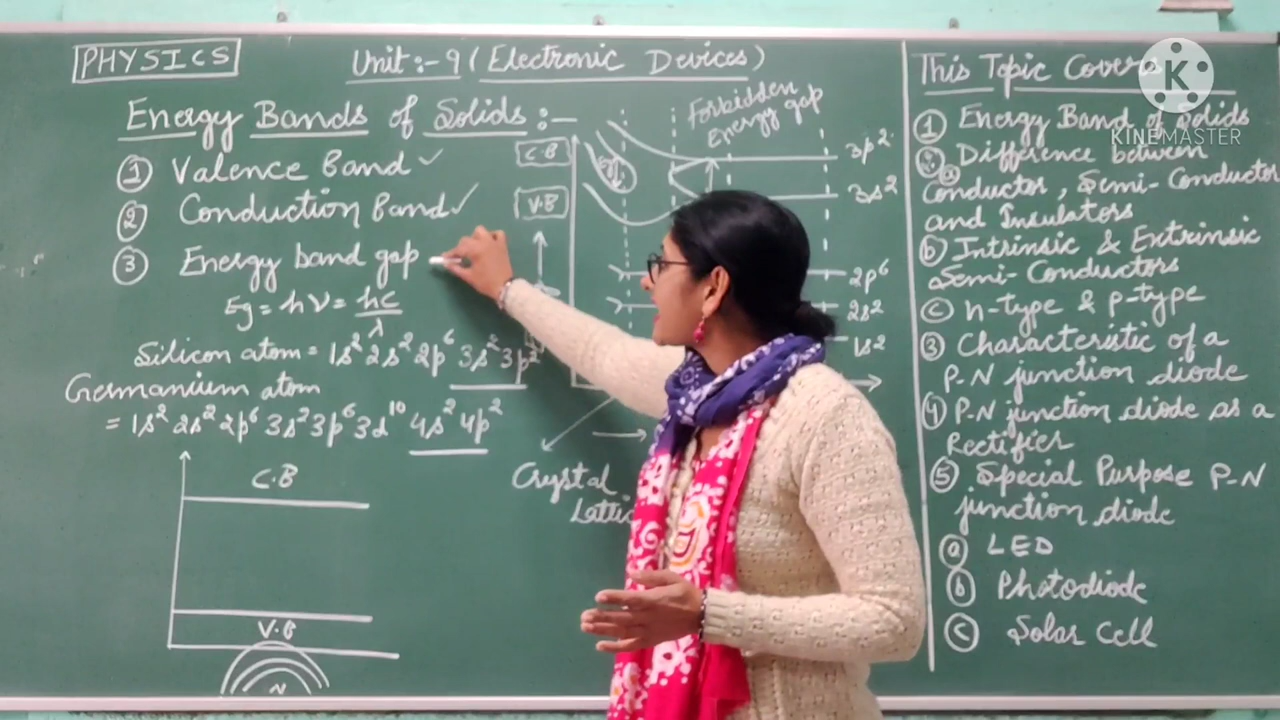 PHYSICS
Unit:-9 (Electronic Devices)
Energy Bands of Solids:-
① Valence Band ✓
② Conduction Band ✓
③ Energy band gap
Eg = hν = hc/λ
Silicon atom = 1s² 2s² 2p⁶ 3s² 3p²
Germanium atom
= 1s² 2s² 2p⁶ 3s² 3p⁶ 3d¹⁰ 4s² 4p²
C.B
V.B
N
C.B
V.B
Forbidden
Energy gap
3p²
3s²
2p⁶
2s²
1s²
Crystal
This Topic Covers
① Energy Band of Solids
② ⓐ Difference between
Conductor, Semi-Conductor
and Insulators
ⓑ Intrinsic & Extrinsic
Semi-Conductors
ⓒ n-type & p-type
③ Characteristic of a
P-N junction diode
④ P-N junction diode as a
Rectifier
⑤ Special Purpose P-N
junction diode
ⓐ LED
ⓑ Photodiode
ⓒ Solar Cell
K
KINEMASTER